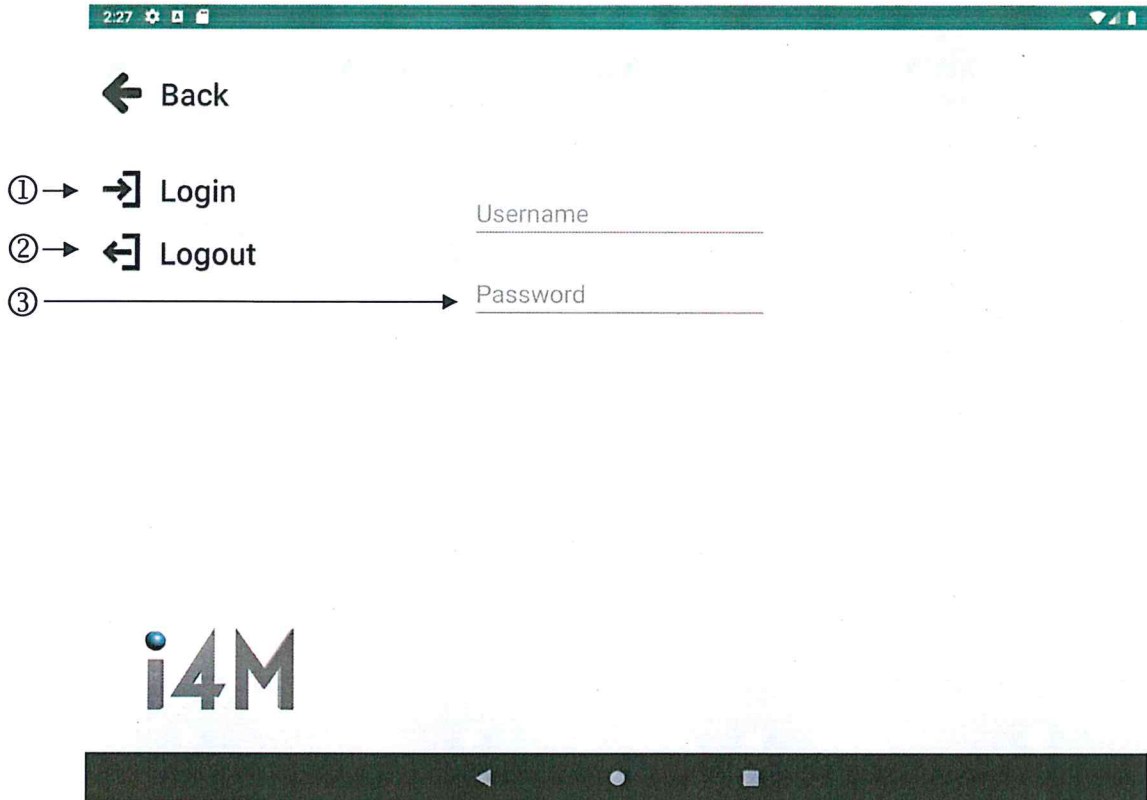 2:27
Back
① Login
Username
② Logout
③ Password
i4M